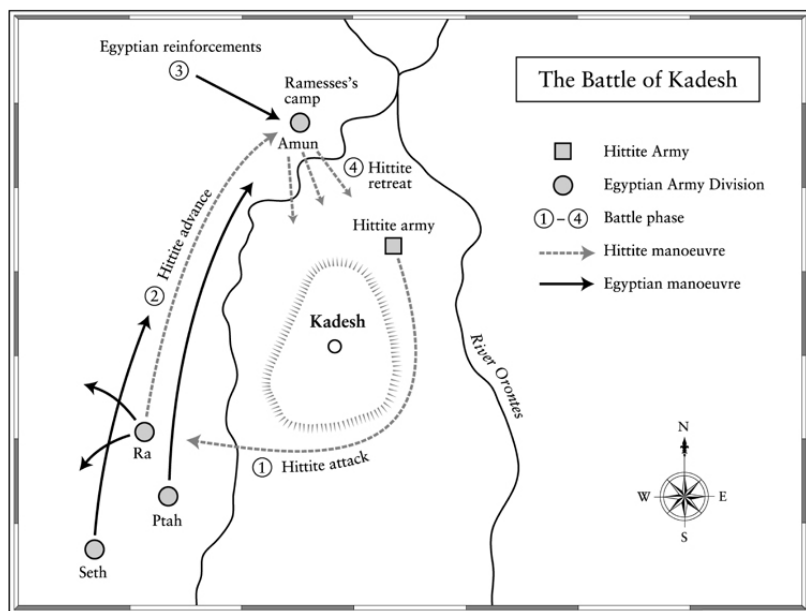 The Battle of Kadesh
Egyptian reinforcements
③
Ramesses's
camp
Amun
④ Hittite
retreat
Hittite army
② Hittite advance
Kadesh
River Orontes
Ra
① Hittite attack
Ptah
Seth
Hittite Army
Egyptian Army Division
①–④ Battle phase
Hittite manoeuvre
Egyptian manoeuvre
N
W E
S